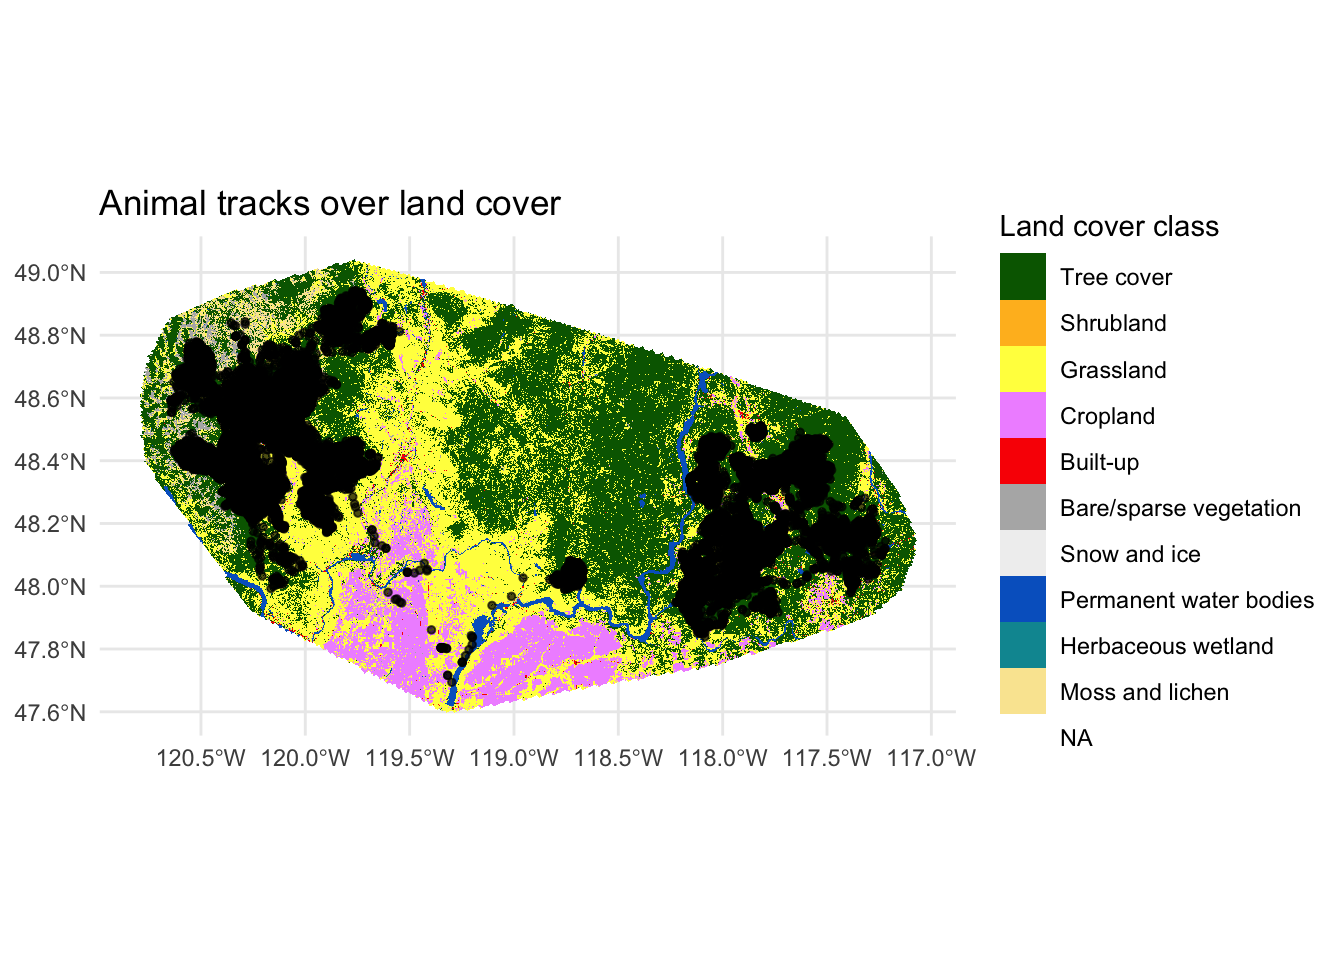 Animal tracks over land cover
49.0°N
48.8°N
48.6°N
48.4°N
48.2°N
48.0°N
47.8°N
47.6°N
120.5°W 120.0°W 119.5°W 119.0°W 118.5°W 118.0°W 117.5°W 117.0°W
Land cover class
Tree cover
Shrubland
Grassland
Cropland
Built-up
Bare/sparse vegetation
Snow and ice
Permanent water bodies
Herbaceous wetland
Moss and lichen
NA